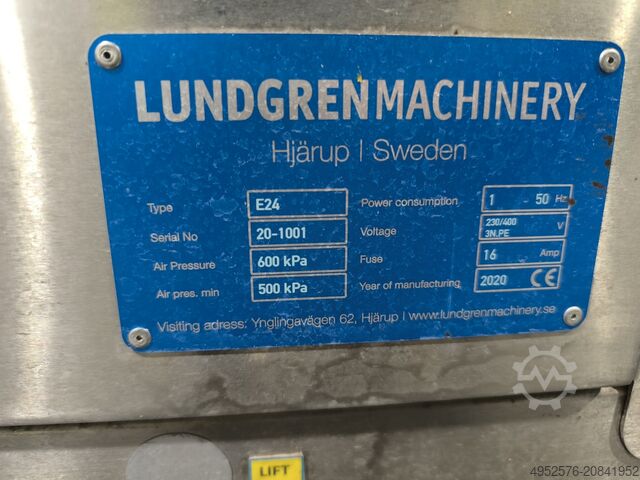 LUNDGRENMACHINERY
Hjärup | Sweden
Type E24
Serial No 20-1001
Air Pressure 600 kPa
Air pres. min 500 kPa
Power consumption 1 50 Hz
Voltage 230/400 3N.PE V
Fuse 16 Amp
Year of manufacturing 2020 CE
Visiting adress: Ynglingavägen 62, Hjärup | www.lundgrenmachinery.se
LIFT
4952576-20841952